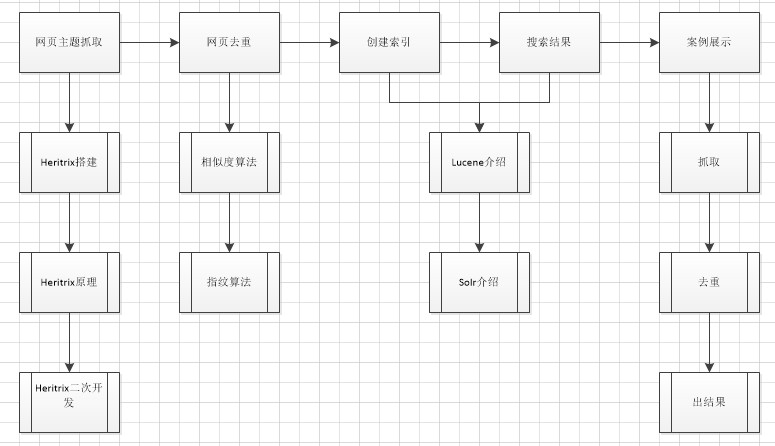 网页主题抓取
网页去重
创建索引
搜索结果
案例展示
Heritrix搭建
相似度算法
Lucene介绍
抓取
Heritrix原理
指纹算法
Solr介绍
去重
Heritrix二次开
发
出结果